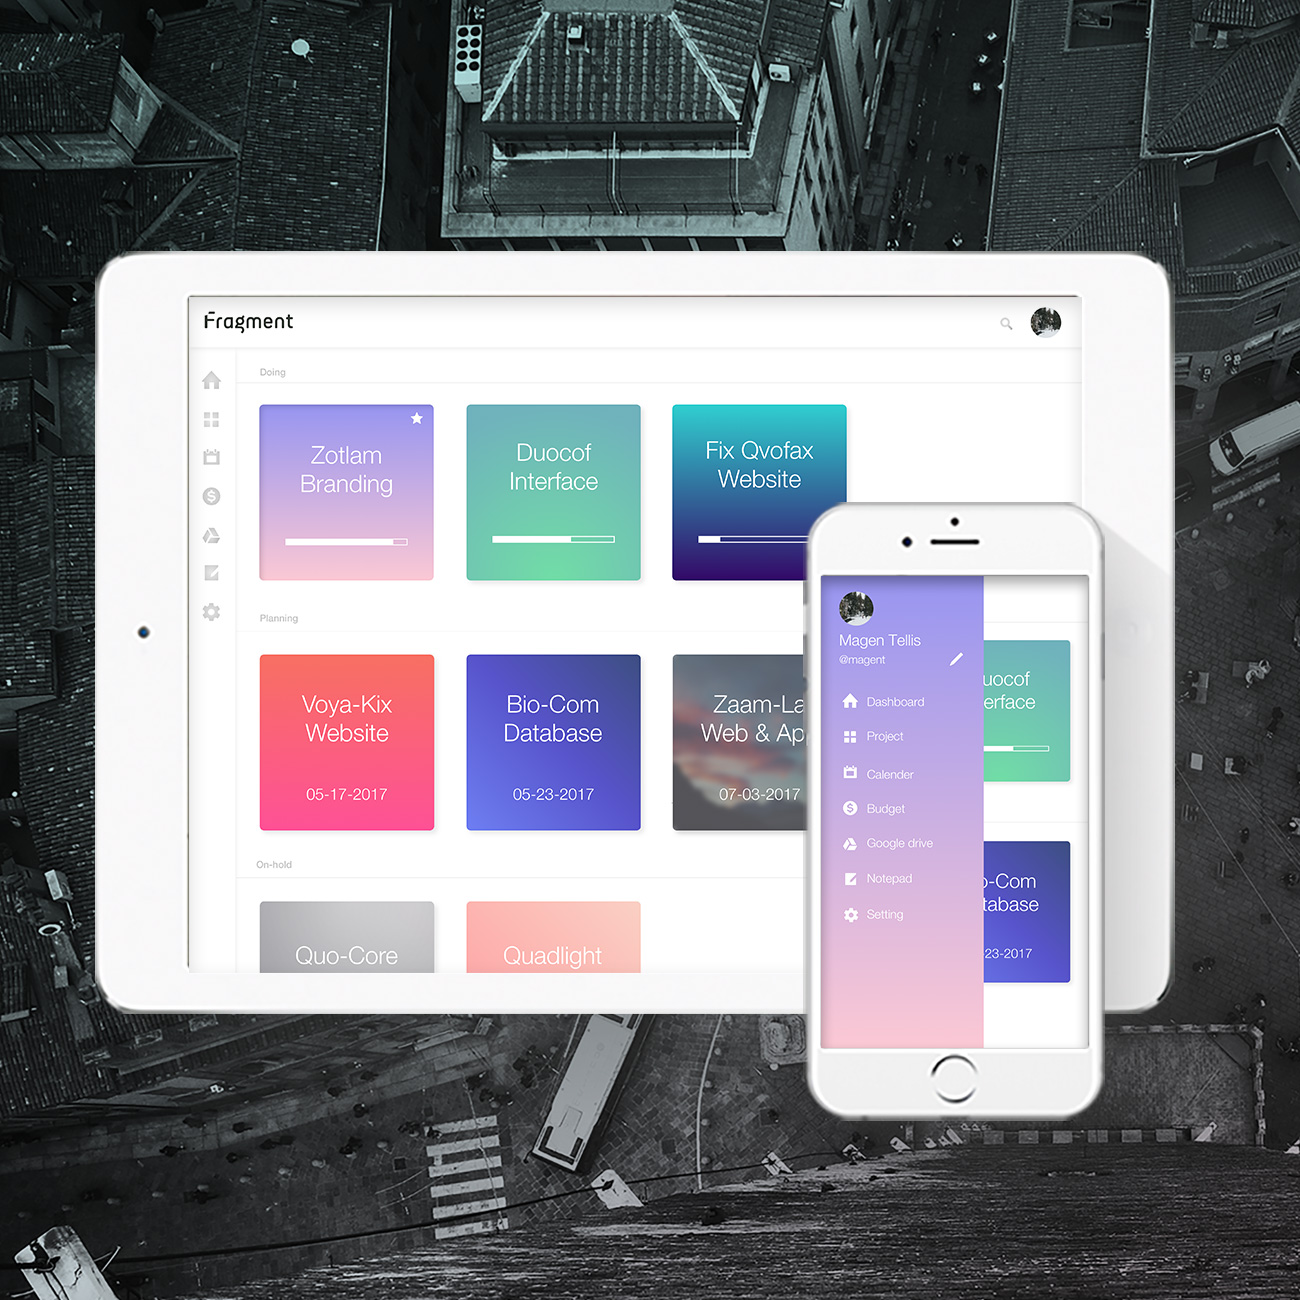 Fragment
Doing
Zotlam
Branding
Duocof
Interface
Fix Qvofax
Website
Planning
Voya-Kix
Website
05-17-2017
Bio-Com
Database
05-23-2017
Zaam-La
Web & Ap
07-03-2017
On-hold
Quo-Core
Quadlight
Magen Tellis
@magent
Dashboard
Project
Calender
Budget
Google drive
Notepad
Setting
uocof
erface
o-Com
tabase
23-2017